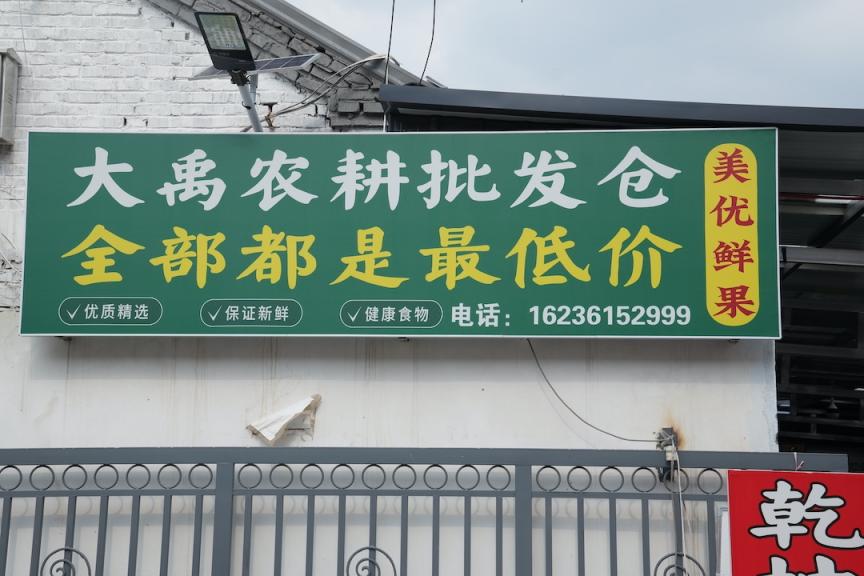 大禹农耕批发仓
全部都是最低价
优质精选 保证新鲜 健康食物 电话：16236152999
美优鲜果
乾